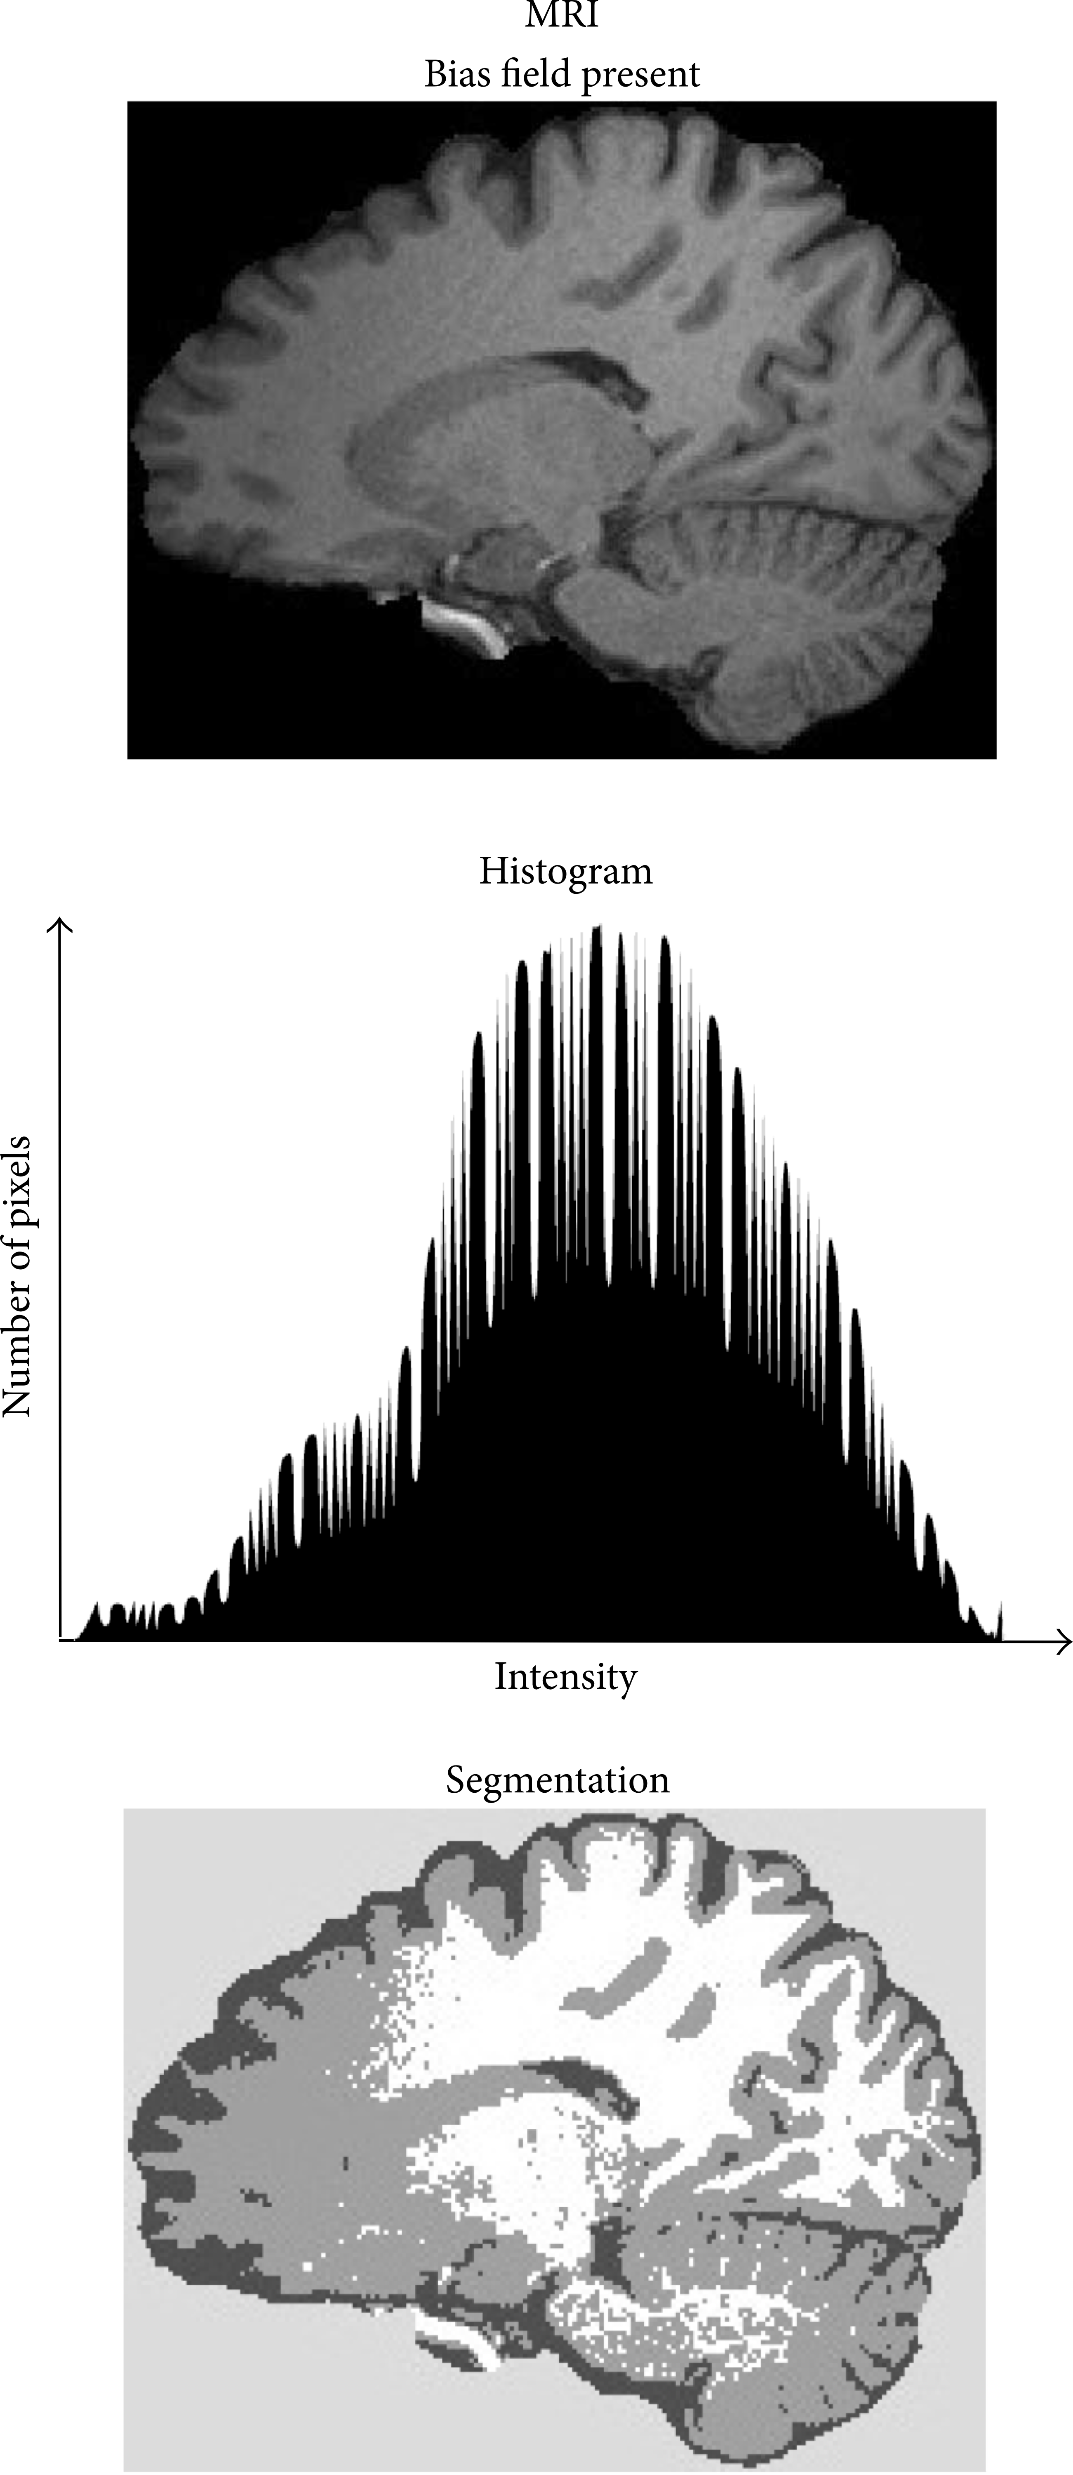 MRI
Bias field present
Histogram
Number of pixels
Intensity
Segmentation